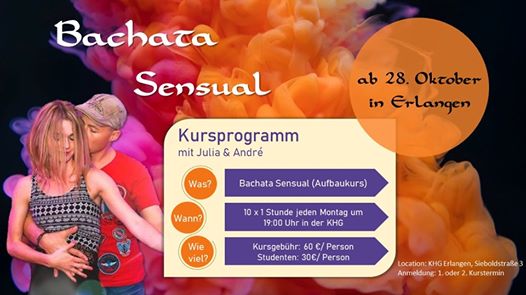 Bachata
Sensual
ab 28. Oktober
in Erlangen
Kursprogramm
mit Julia & André
Was?
Bachata Sensual (Aufbaukurs)
Wann?
10 x 1 Stunde jeden Montag um
19:00 Uhr in der KHG
Wie
viel?
Kursgebühr: 60 €/ Person
Studenten: 30€/ Person
Location: KHG Erlangen, Sieboldstraße 3
Anmeldung: 1. oder 2. Kurstermin